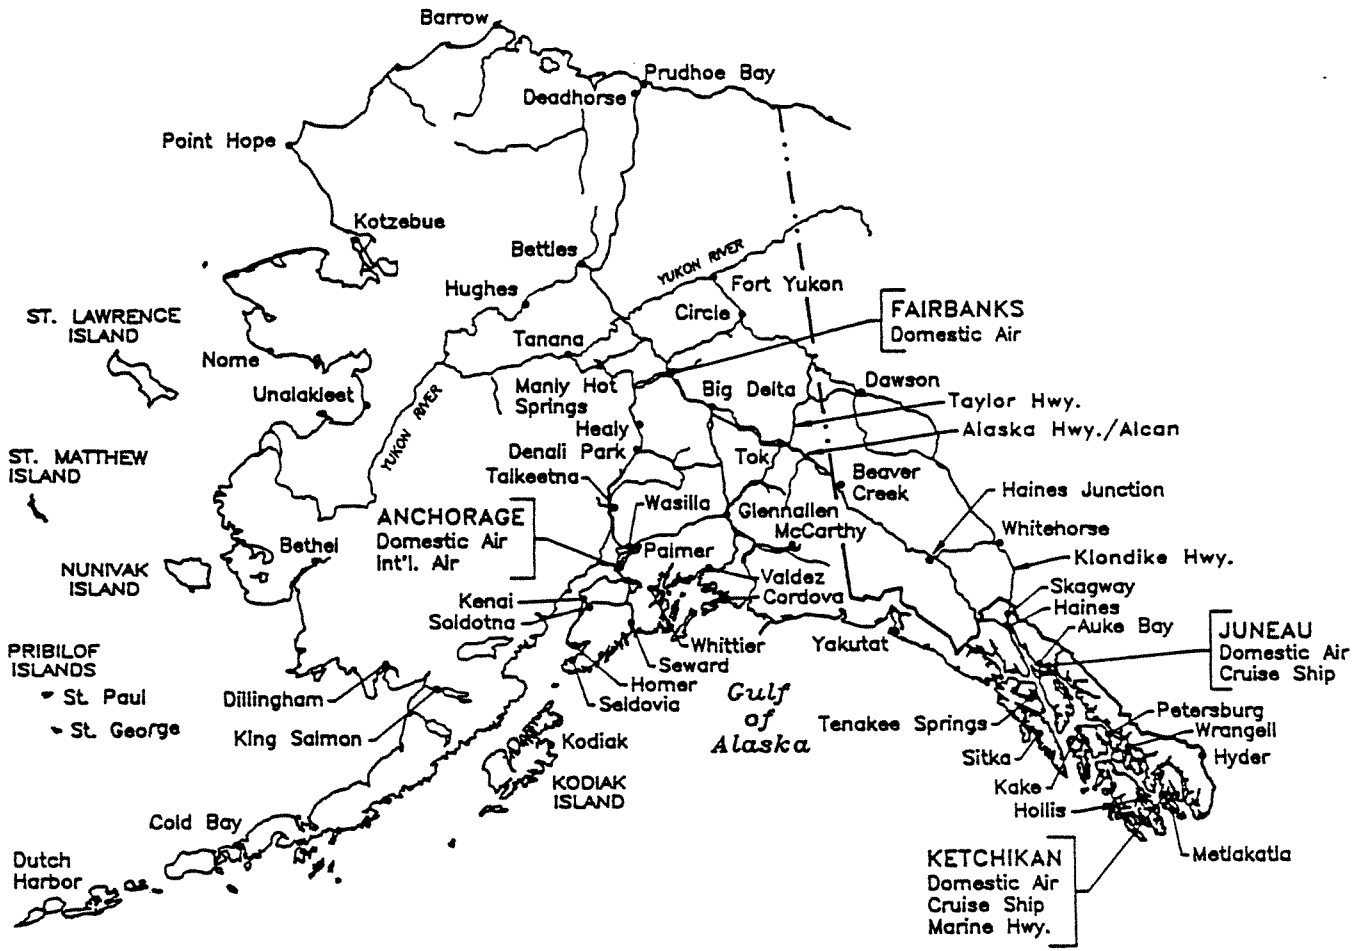 Barrow
Prudhoe Bay
Deadhorse
Point Hope
Kotzebue
Bettles
YUKON RIVER
Hughes
Fort Yukon
Circle
FAIRBANKS
Domestic Air
ST. LAWRENCE
ISLAND
Nome
Tanana
Unalakleet
YUKON RIVER
Manly Hot
Springs
Big Delta
Dawson
Taylor Hwy.
Healy
Alaska Hwy./Alcan
Denali Park
Tok
ST. MATTHEW
ISLAND
Talkeetna
Beaver
Creek
Haines Junction
Wasilla
Glennallen
McCarthy
Whitehorse
ANCHORAGE
Domestic Air
Int'l. Air
Bethel
Palmer
Klondike Hwy.
NUNIVAK
ISLAND
Valdez
Cordova
Skagway
Haines
Kenai
Soldotna
Auke Bay
JUNEAU
Domestic Air
Cruise Ship
Whittier
Yakutat
PRIBILOF
ISLANDS
Seward
Homer
Seldovia
St. Paul
St. George
Dillingham
King Salmon
Gulf
of
Alaska
Tenakee Springs
Petersburg
Wrangell
Sitka
Hyder
Kodiak
KODIAK
ISLAND
Kake
Hollis
Cold Bay
Dutch
Harbor
Metlakatla
KETCHIKAN
Domestic Air
Cruise Ship
Marine Hwy.